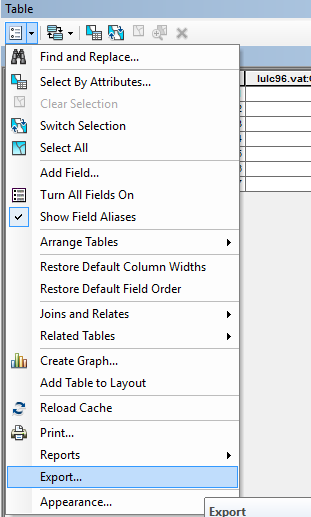 Table
Find and Replace...
lulc96.vat:
Select By Attributes...
Clear Selection
Switch Selection
Select All
Add Field...
Turn All Fields On
Show Field Aliases
Arrange Tables
Restore Default Column Widths
Restore Default Field Order
Joins and Relates
Related Tables
Create Graph...
Add Table to Layout
Reload Cache
Print...
Reports
Export...
Appearance...
Export